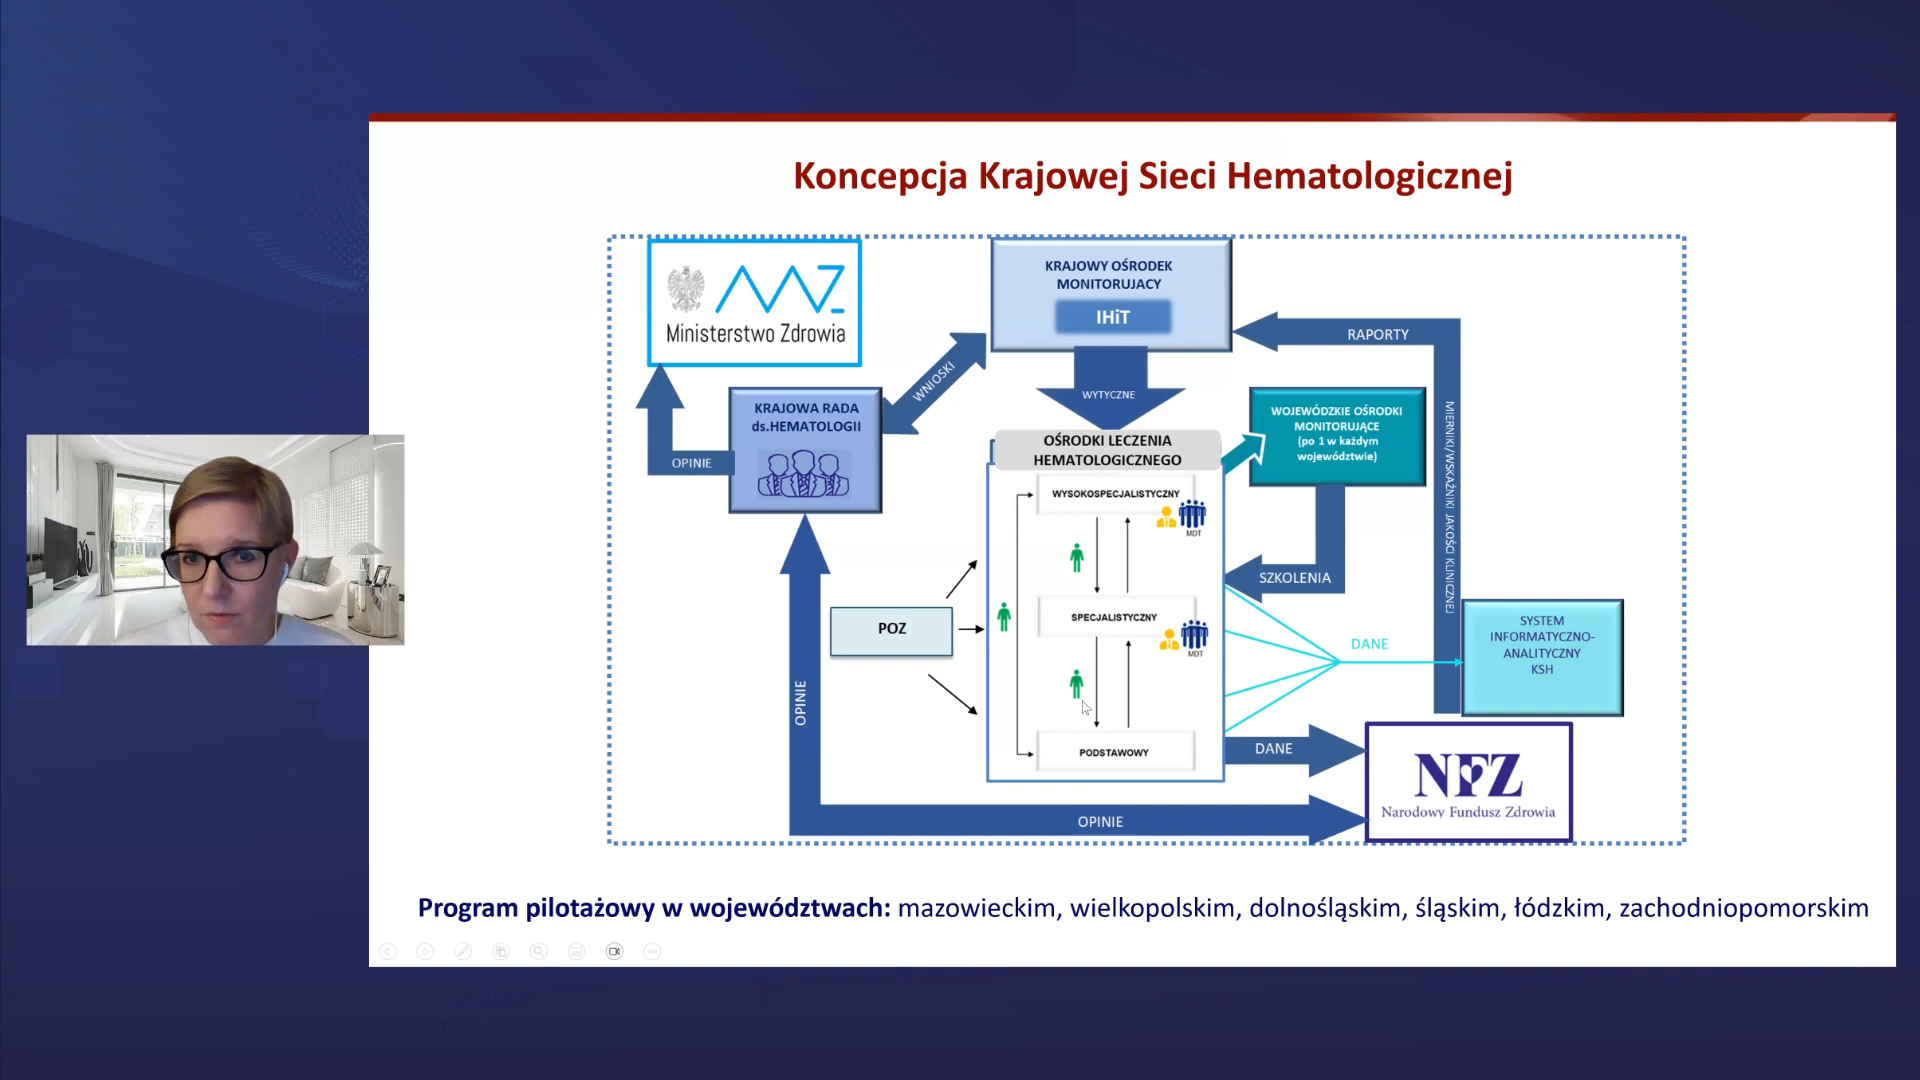 Koncepcja Krajowej Sieci Hematologicznej
Ministerstwo Zdrowia
KRAJOWY OŚRODEK
MONITORUJACY
IHiT
RAPORTY
WNIOSKI
WYTYCZNE
KRAJOWA RADA
ds.HEMATOLOGII
OPINIE
WOJEWÓDZKIE OŚRODKI
MONITORUJĄCE
(po 1 w każdym
województwie)
MIERNIKI/WSKAŹNIKI JAKOŚCI KLINICZNEJ
OŚRODKI LECZENIA
HEMATOLOGICZNEGO
WYSOKOSPECJALISTYCZNY
MDT
SZKOLENIA
POZ
SPECJALISTYCZNY
MDT
DANE
SYSTEM
INFORMATYCZNO-
ANALITYCZNY
KSH
OPINIE
PODSTAWOWY
DANE
NFZ
Narodowy Fundusz Zdrowia
OPINIE
Program pilotażowy w województwach: mazowieckim, wielkopolskim, dolnośląskim, śląskim, łódzkim, zachodniopomorskim